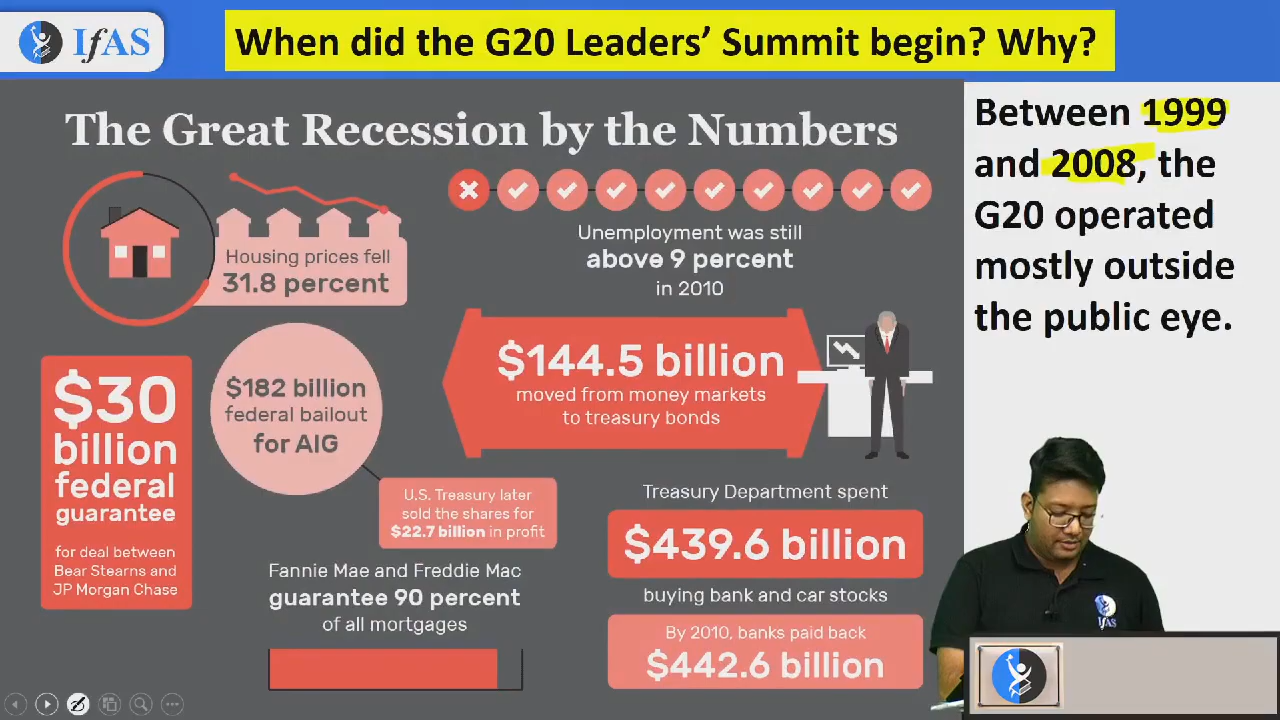 IfAS
When did the G20 Leaders’ Summit begin? Why?
The Great Recession by the Numbers
Housing prices fell
31.8 percent
Unemployment was still
above 9 percent
in 2010
$30
billion
federal
guarantee
for deal between
Bear Stearns and
JP Morgan Chase
$182 billion
federal bailout
for AIG
U.S. Treasury later
sold the shares for
$22.7 billion in profit
$144.5 billion
moved from money markets
to treasury bonds
Fannie Mae and Freddie Mac
guarantee 90 percent
of all mortgages
Treasury Department spent
$439.6 billion
buying bank and car stocks
By 2010, banks paid back
$442.6 billion
Between 1999
and 2008, the
G20 operated
mostly outside
the public eye.
IfAS